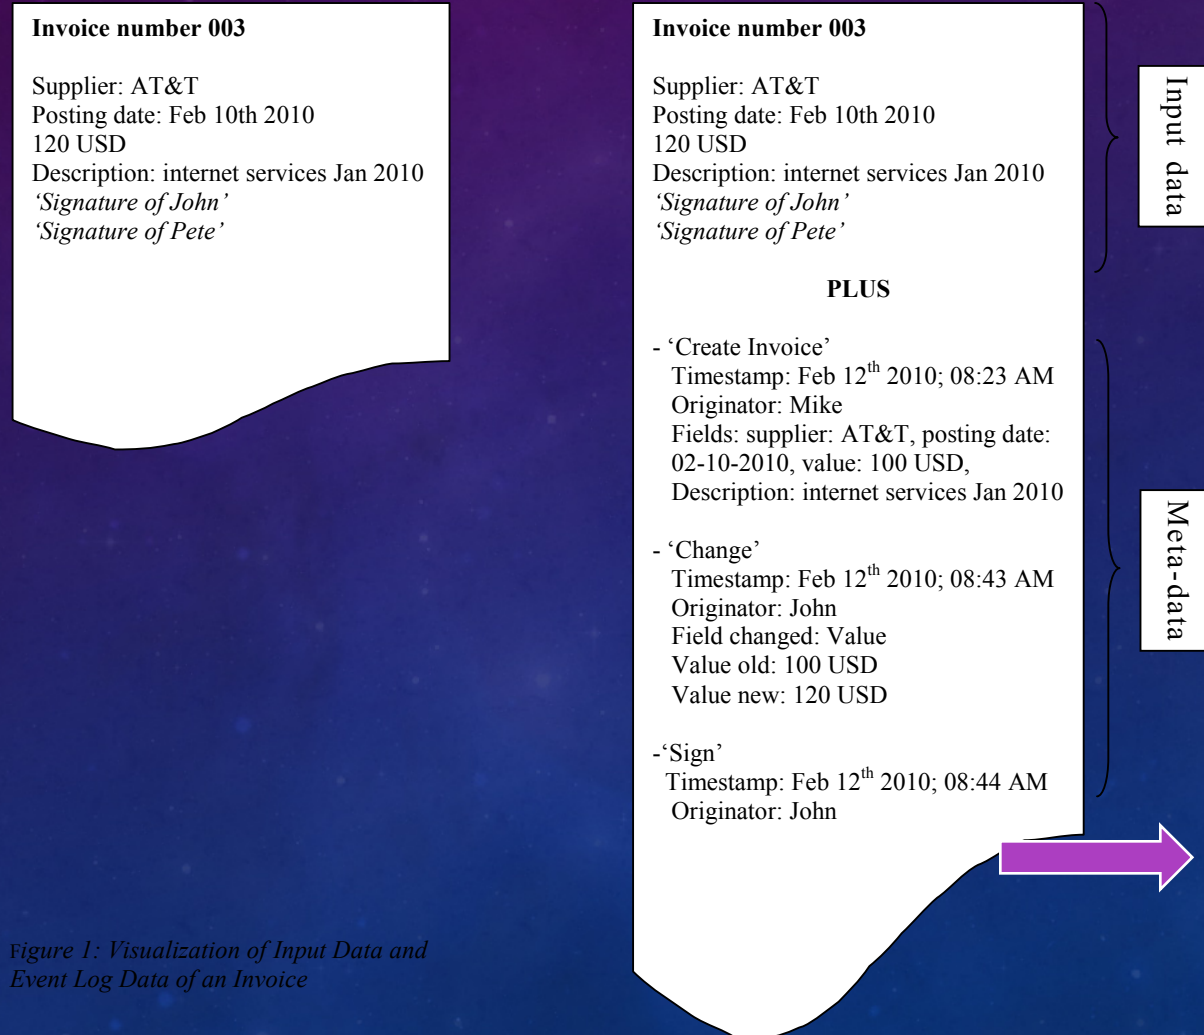 Invoice number 003
Supplier: AT&T
Posting date: Feb 10th 2010
120 USD
Description: internet services Jan 2010
‘Signature of John’
‘Signature of Pete’
Invoice number 003
Supplier: AT&T
Posting date: Feb 10th 2010
120 USD
Description: internet services Jan 2010
‘Signature of John’
‘Signature of Pete’
PLUS
- ‘Create Invoice’
Timestamp: Feb 12th 2010; 08:23 AM
Originator: Mike
Fields: supplier: AT&T, posting date:
02-10-2010, value: 100 USD,
Description: internet services Jan 2010
- ‘Change’
Timestamp: Feb 12th 2010; 08:43 AM
Originator: John
Field changed: Value
Value old: 100 USD
Value new: 120 USD
-‘Sign’
Timestamp: Feb 12th 2010; 08:44 AM
Originator: John
Input data
Meta-data
Figure 1: Visualization of Input Data and
Event Log Data of an Invoice